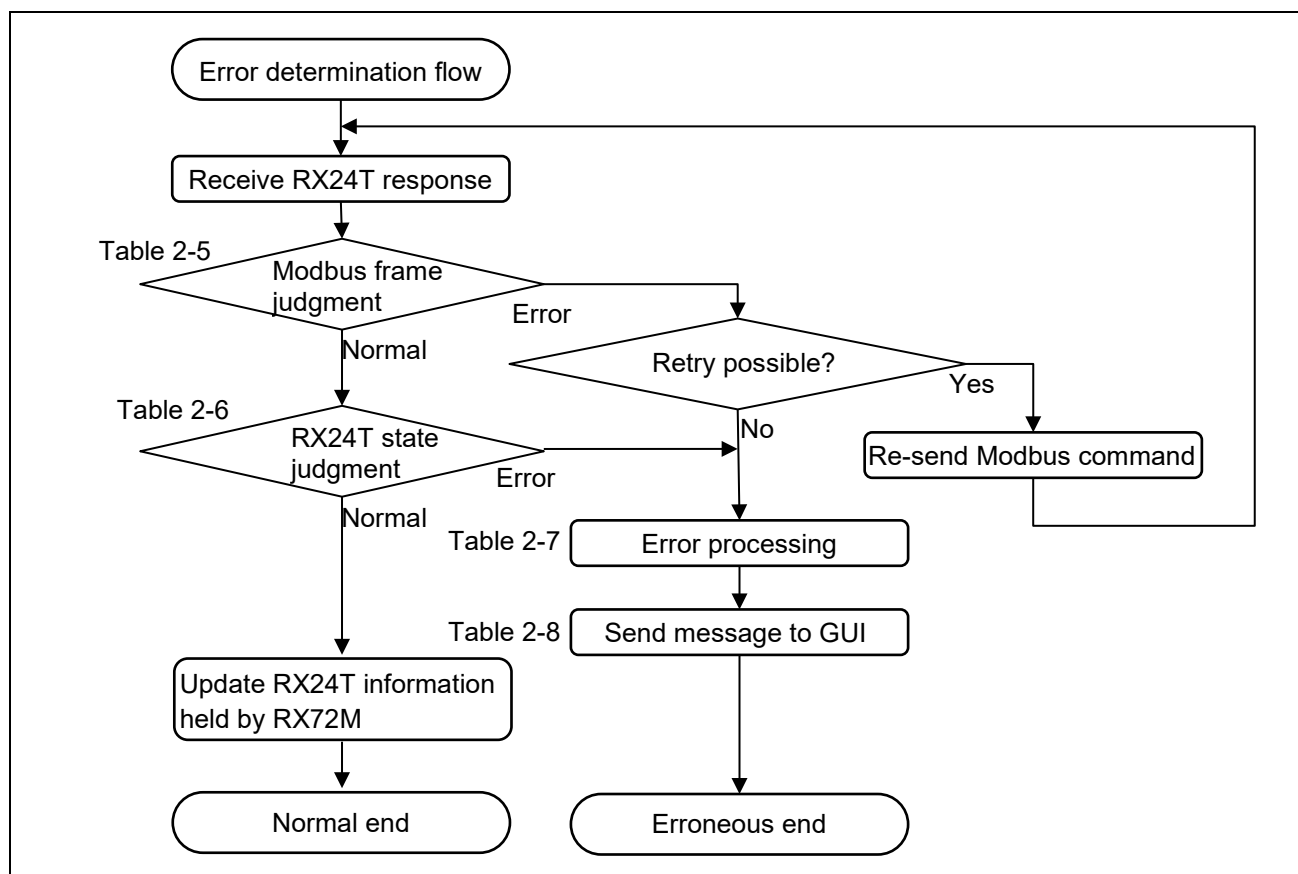 Error determination flow
Receive RX24T response
Table 2-5
Modbus frame
judgment
Error
Normal
Retry possible?
Yes
Table 2-6
RX24T state
judgment
No
Error
Re-send Modbus command
Normal
Table 2-7
Error processing
Table 2-8
Send message to GUI
Update RX24T information
held by RX72M
Normal end
Erroneous end